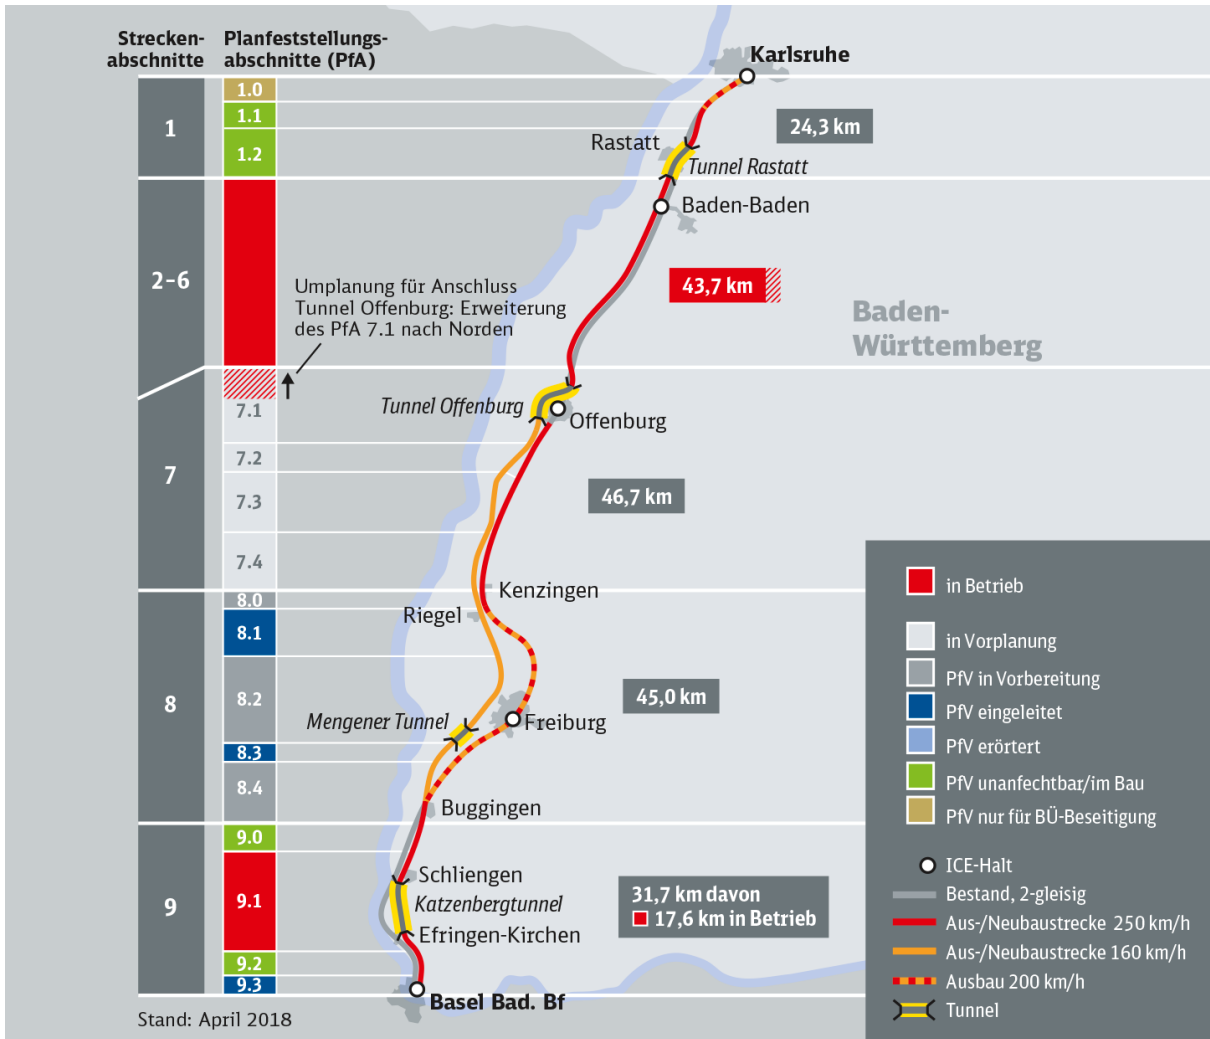 Strecken-
abschnitte
Planfeststellungs-
abschnitte (PfA)
1
2-6
7
8
9
1.0
1.1
1.2
7.1
7.2
7.3
7.4
8.0
8.1
8.2
8.3
8.4
9.0
9.1
9.2
9.3
Karlsruhe
24,3 km
Rastatt
Tunnel Rastatt
Baden-Baden
43,7 km
Umplanung für Anschluss
Tunnel Offenburg: Erweiterung
des PfA 7.1 nach Norden
Baden-
Württemberg
Tunnel Offenburg
Offenburg
46,7 km
Kenzingen
Riegel
45,0 km
Mengener Tunnel
Freiburg
Buggingen
Schliengen
Katzenbergtunnel
Efringen-Kirchen
31,7 km davon
17,6 km in Betrieb
Basel Bad. Bf
Stand: April 2018
in Betrieb
in Vorplanung
PfV in Vorbereitung
PfV eingeleitet
PfV erörtert
PfV unanfechtbar/im Bau
PfV nur für BÜ-Beseitigung
ICE-Halt
Bestand, 2-gleisig
Aus-/Neubaustrecke 250 km/h
Aus-/Neubaustrecke 160 km/h
Ausbau 200 km/h
Tunnel